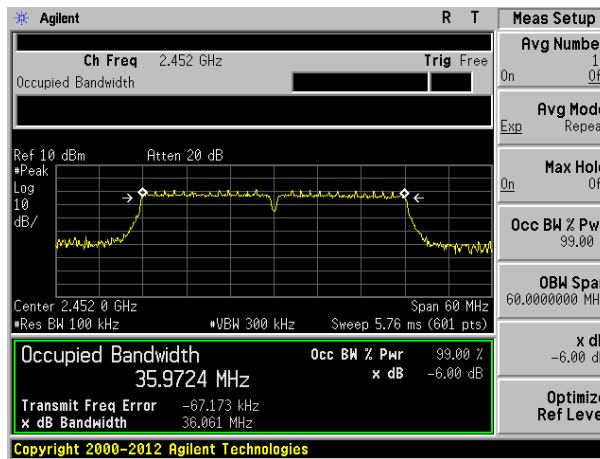 Agilent R T Meas Setup
Ch Freq 2.452 GHz Trig Free
Occupied Bandwidth
Ref 10 dBm Atten 20 dB
#Peak
Log
10
dB/
Center 2.452 0 GHz Span 60 MHz
#Res BW 100 kHz #VBW 300 kHz Sweep 5.76 ms (601 pts)
Occupied Bandwidth Occ BW % Pwr 99.00 %
35.9724 MHz x dB -6.00 dB
Transmit Freq Error -67.173 kHz
x dB Bandwidth 36.061 MHz
Copyright 2000-2012 Agilent Technologies
Avg Numbe
1
On Of
Avg Mod
Exp Repea
Max Hol
On Of
Occ BW % Pw
99.00
OBW Spa
60.0000000 MH
x d
-6.00 d
Optimiz
Ref Leve